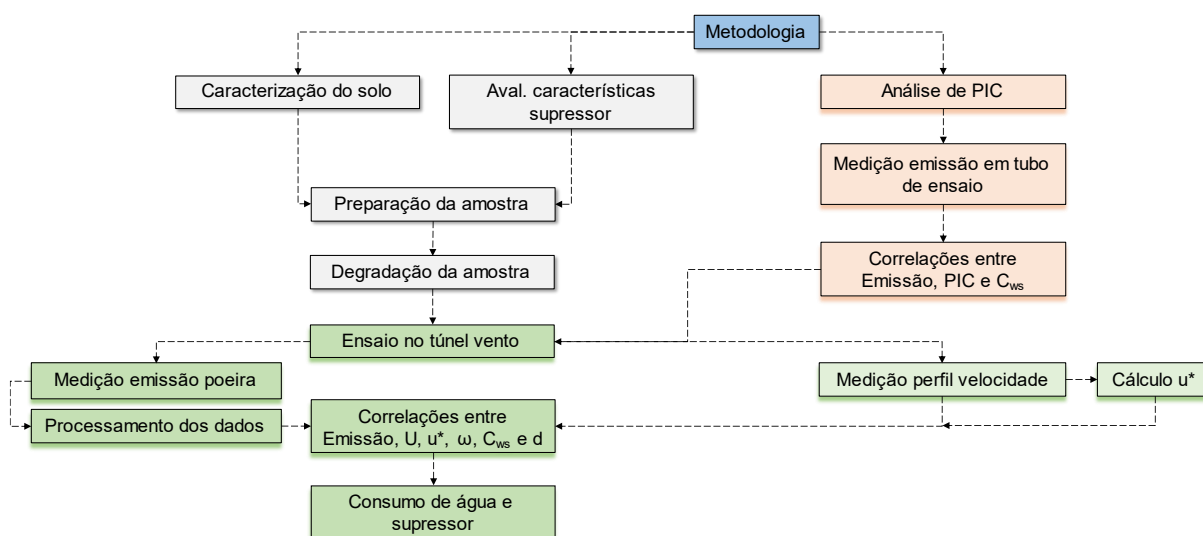 Metodologia
Caracterização do solo
Aval. características
supressor
Análise de PIC
Medição emissão em tubo
de ensaio
Preparação da amostra
Correlações entre
Emissão, PIC e Cws
Degradação da amostra
Ensaio no túnel vento
Medição emissão poeira
Medição perfil velocidade
Cálculo u*
Processamento dos dados
Correlações entre
Emissão, U, u*, ω, Cws e d
Consumo de água e
supressor